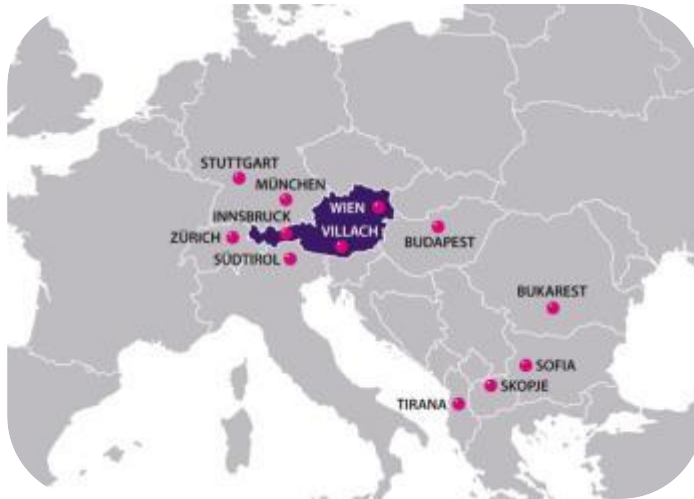 STUTTGART
MÜNCHEN
WIEN
INNSBRUCK
VILLACH
ZÜRICH
BUDAPEST
SÜDTIROL
BUKAREST
SOFIA
SKOPJE
TIRANA